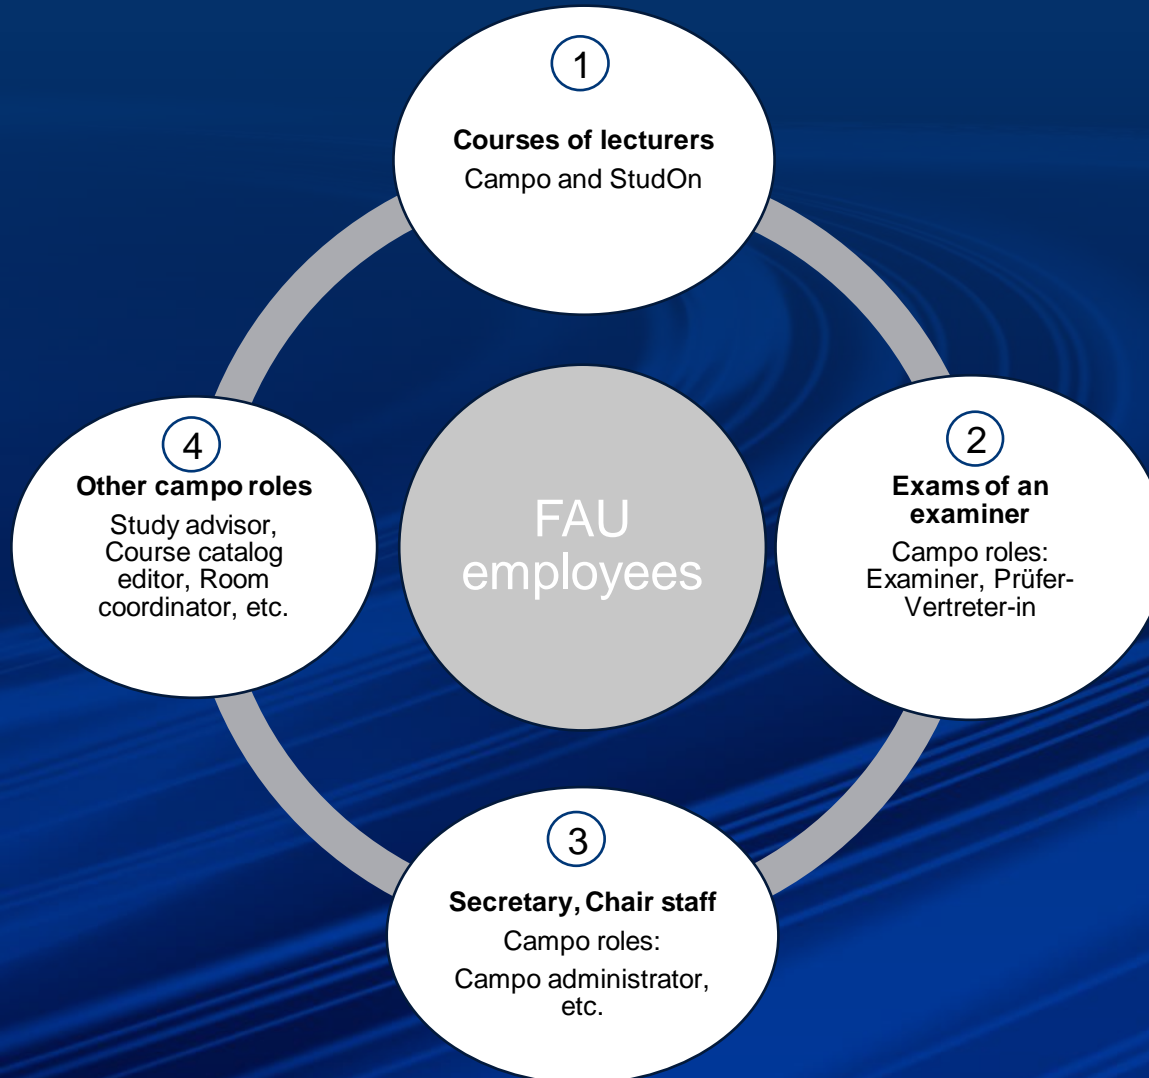 1
Courses of lecturers
Campo and StudOn
2
Exams of an
examiner
Campo roles:
Examiner, Prüfer-
Vertreter-in
3
Secretary, Chair staff
Campo roles:
Campo administrator,
etc.
4
Other campo roles
Study advisor,
Course catalog
editor, Room
coordinator, etc.
FAU
employees